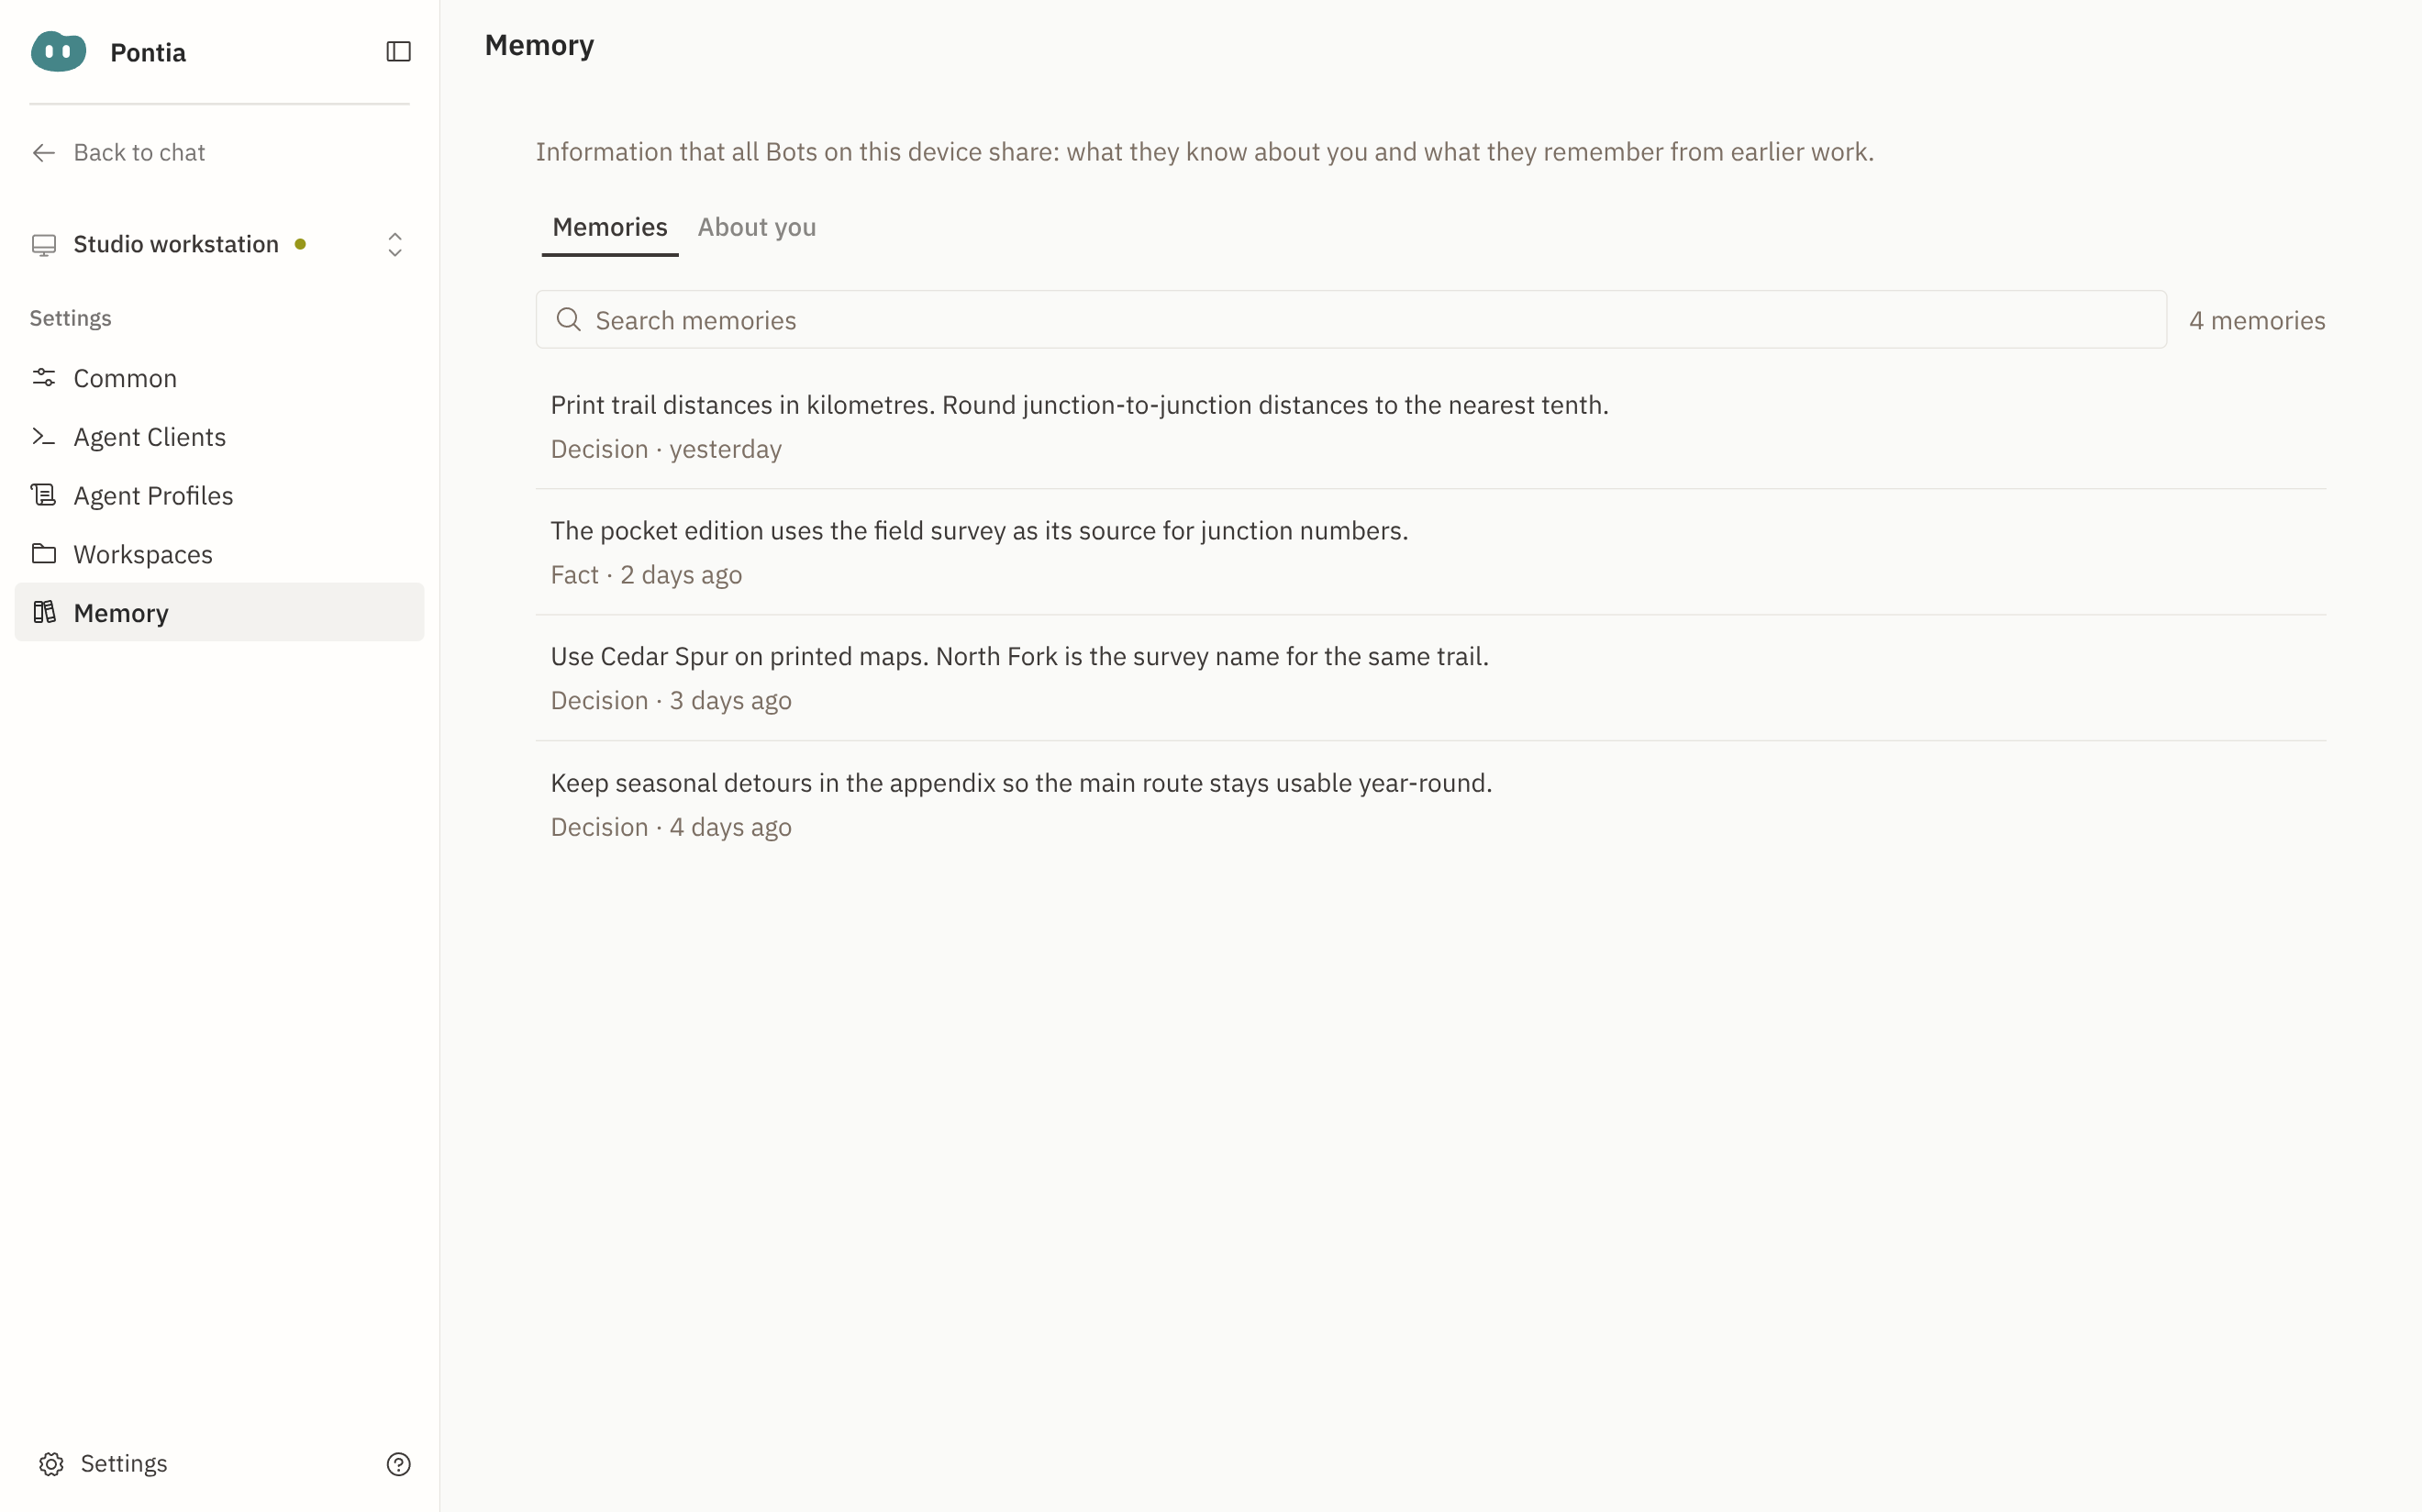 Pontia
Back to chat
Studio workstation
Settings
Common
Agent Clients
Agent Profiles
Workspaces
Memory
Settings
Memory
Information that all Bots on this device share: what they know about you and what they remember from earlier work.
Memories
About you
Search memories
4 memories
Print trail distances in kilometres. Round junction-to-junction distances to the nearest tenth.
Decision · yesterday
The pocket edition uses the field survey as its source for junction numbers.
Fact · 2 days ago
Use Cedar Spur on printed maps. North Fork is the survey name for the same trail.
Decision · 3 days ago
Keep seasonal detours in the appendix so the main route stays usable year-round.
Decision · 4 days ago